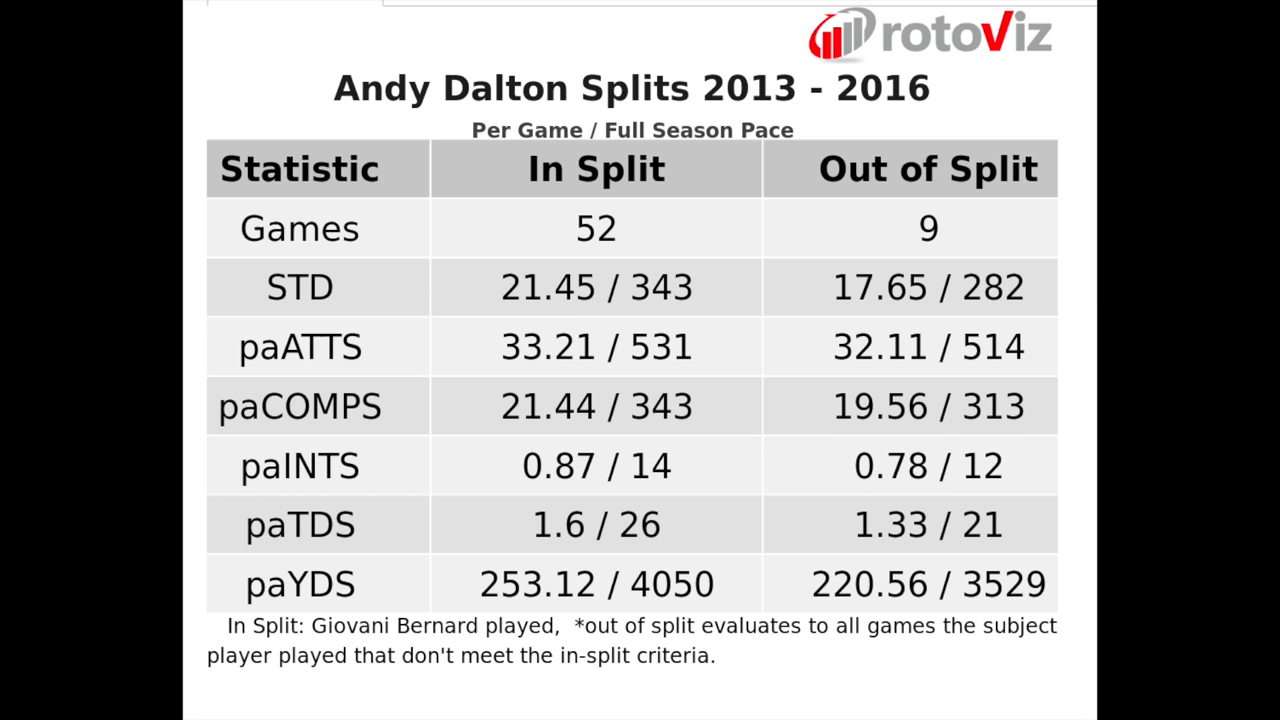 rotoviz
Andy Dalton Splits 2013 - 2016
Per Game / Full Season Pace
Statistic In Split Out of Split
Games 52 9
STD 21.45 / 343 17.65 / 282
paATTS 33.21 / 531 32.11 / 514
paCOMPS 21.44 / 343 19.56 / 313
paINTS 0.87 / 14 0.78 / 12
paTDS 1.6 / 26 1.33 / 21
paYDS 253.12 / 4050 220.56 / 3529
In Split: Giovani Bernard played, *out of split evaluates to all games the subject
player played that don't meet the in-split criteria.